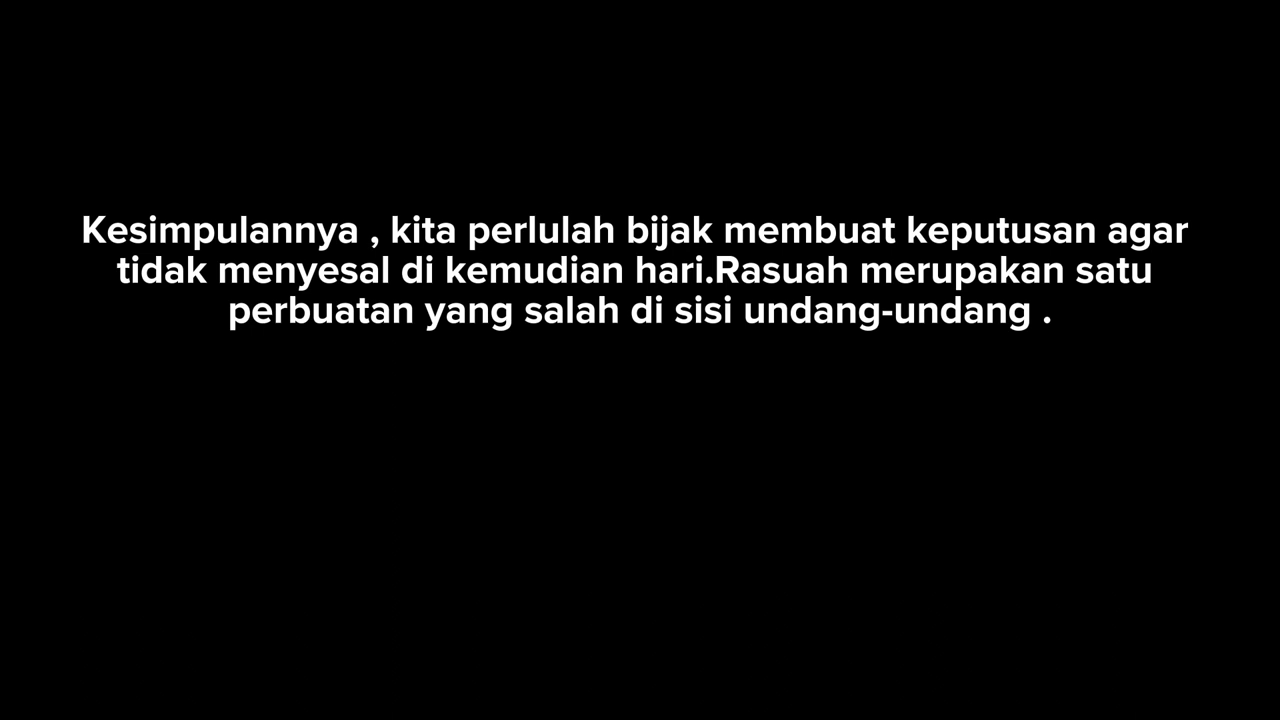 Kesimpulannya , kita perlulah bijak membuat keputusan agar
tidak menyesal di kemudian hari.Rasuah merupakan satu
perbuatan yang salah di sisi undang-undang .